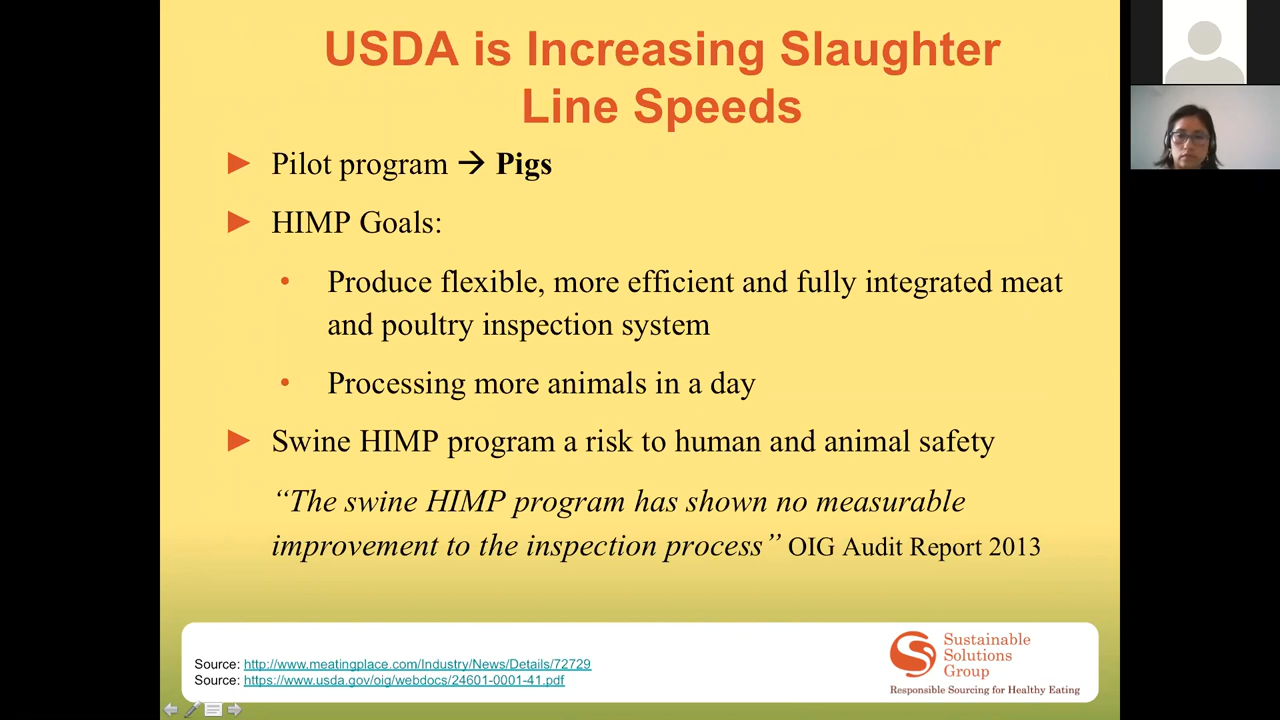 USDA is Increasing Slaughter
Line Speeds
► Pilot program → Pigs
► HIMP Goals:
• Produce flexible, more efficient and fully integrated meat
and poultry inspection system
• Processing more animals in a day
► Swine HIMP program a risk to human and animal safety
“The swine HIMP program has shown no measurable
improvement to the inspection process” OIG Audit Report 2013
Source: http://www.meatingplace.com/Industry/News/Details/72729
Source: https://www.usda.gov/oig/webdocs/24601-0001-41.pdf
Sustainable
Solutions
Group
Responsible Sourcing for Healthy Eating